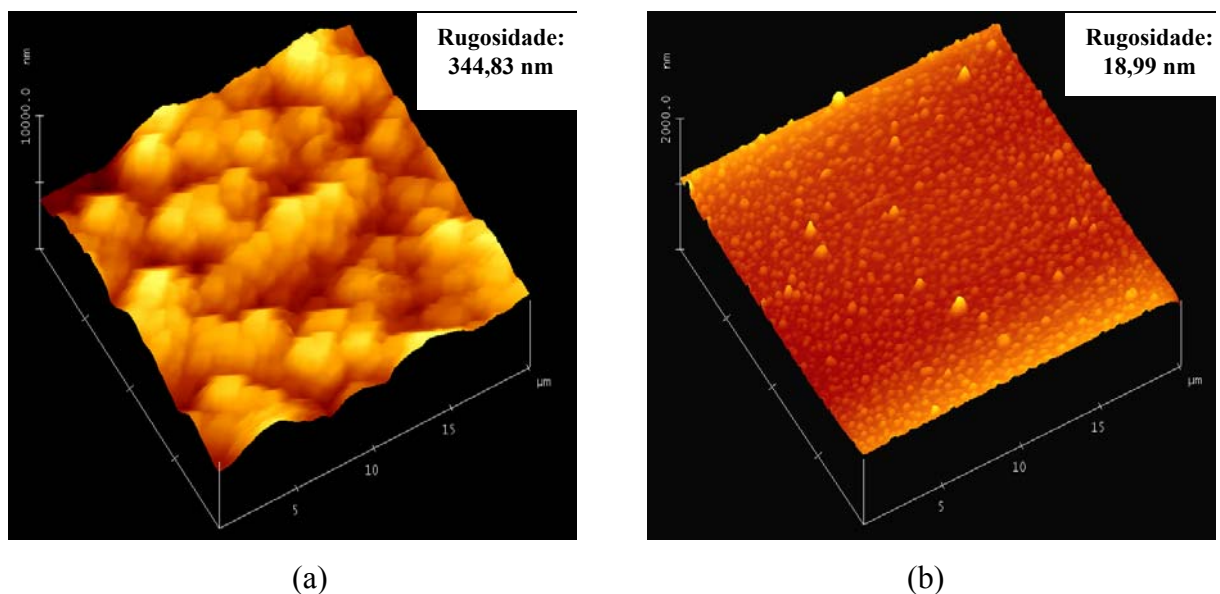 Rugosidade:
344,83 nm
nm
10000.0
µm
15
10
5
(a)
Rugosidade:
18,99 nm
nm
2000.0
µm
15
10
5
(b)